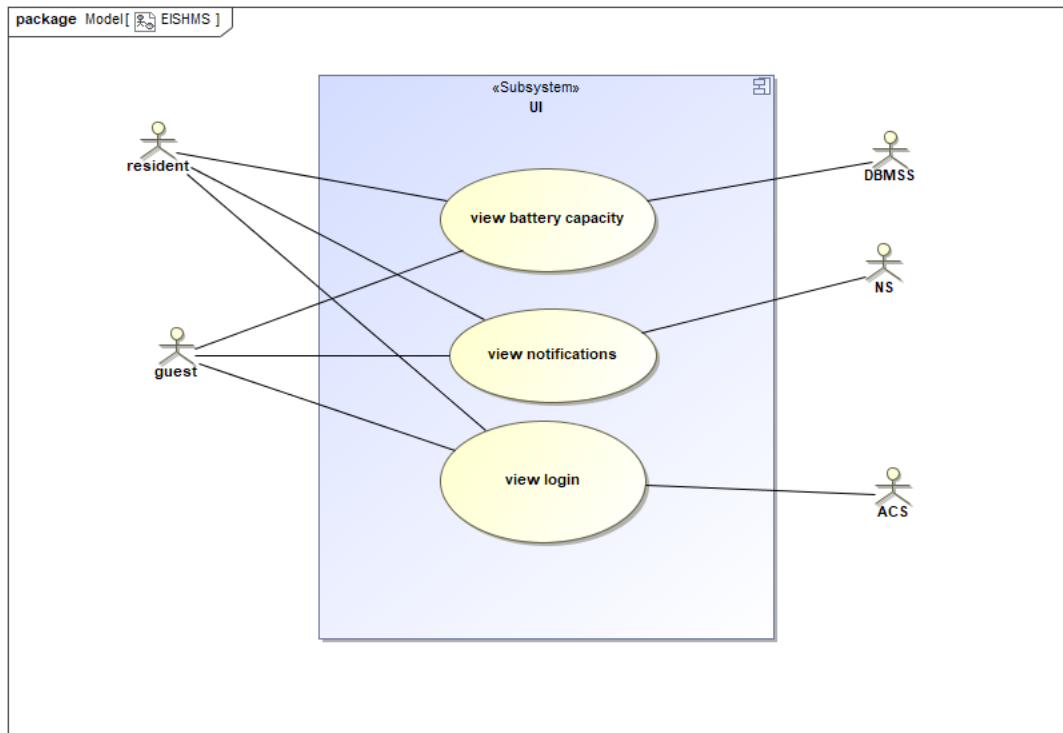 package Model[ EISHMS ]
«Subsystem»
UI
resident
DBMSS
view battery capacity
NS
view notifications
guest
view login
ACS